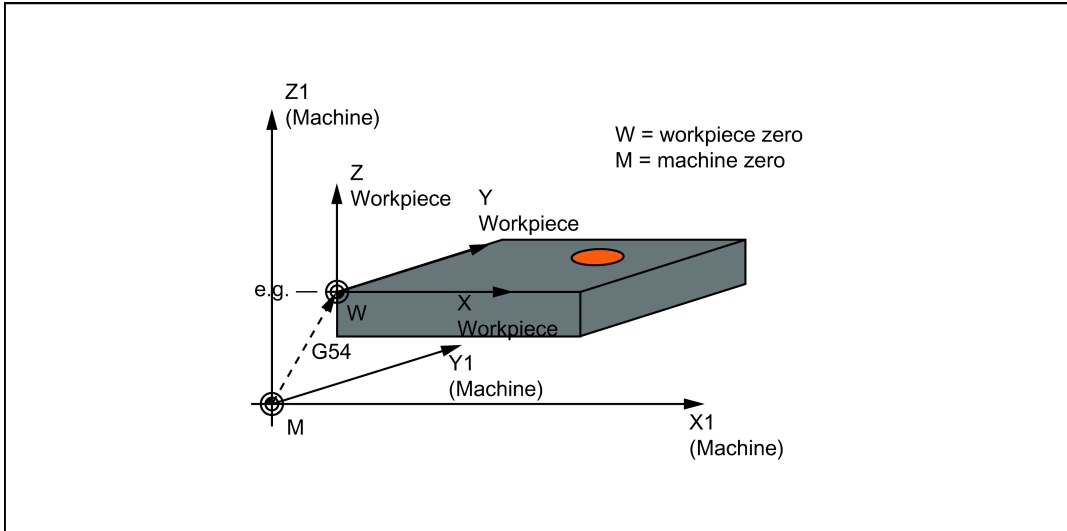 Z1
(Machine)
W = workpiece zero
M = machine zero
Z
Workpiece
Y
Workpiece
e.g.
W
X
Workpiece
G54
Y1
(Machine)
M
X1
(Machine)